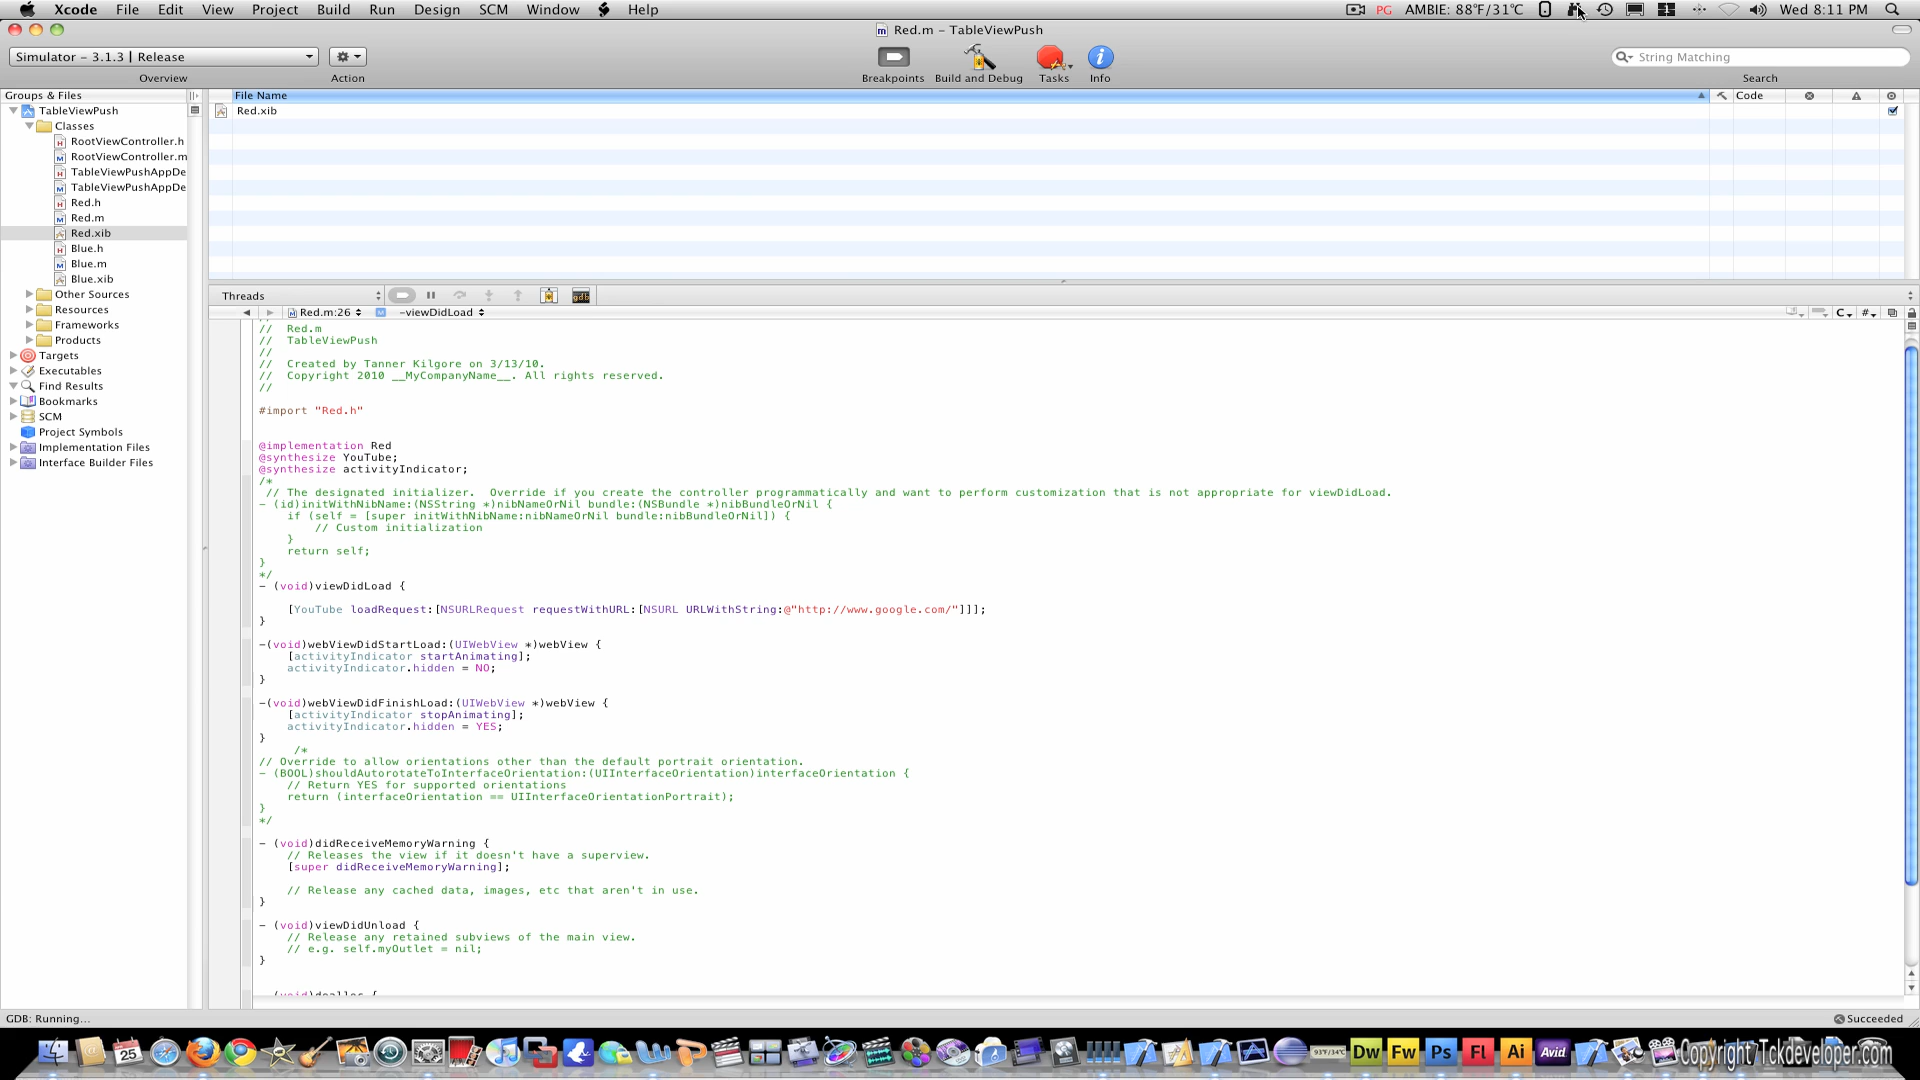 Xcode File Edit View Project Build Run Design SCM Window Help
PG AMBIE: 88°F/31°C Wed 8:11 PM
Red.m – TableViewPush
Simulator – 3.1.3 | Release
String Matching
Overview Action Breakpoints Build and Debug Tasks Info Search
Groups & Files
File Name Code
TableViewPush
Red.xib
Classes
RootViewController.h
RootViewController.m
TableViewPushAppDe
TableViewPushAppDe
Red.h
Red.m
Red.xib
Blue.h
Blue.m
Blue.xib
Other Sources
Resources
Frameworks
Products
Targets
Executables
Find Results
Bookmarks
SCM
Project Symbols
Implementation Files
Interface Builder Files
Threads
gdb
Red.m:26 M -viewDidLoad
C #
// Red.m
// TableViewPush
//
// Created by Tanner Kilgore on 3/13/10.
// Copyright 2010 __MyCompanyName__. All rights reserved.
//
#import "Red.h"
@implementation Red
@synthesize YouTube;
@synthesize activityIndicator;
/*
// The designated initializer.  Override if you create the controller programmatically and want to perform customization that is not appropriate for viewDidLoad.
- (id)initWithNibName:(NSString *)nibNameOrNil bundle:(NSBundle *)nibBundleOrNil {
if (self = [super initWithNibName:nibNameOrNil bundle:nibBundleOrNil]) {
// Custom initialization
}
return self;
}
*/
- (void)viewDidLoad {
[YouTube loadRequest:[NSURLRequest requestWithURL:[NSURL URLWithString:@"http://www.google.com/"]]];
}
-(void)webViewDidStartLoad:(UIWebView *)webView {
[activityIndicator startAnimating];
activityIndicator.hidden = NO;
}
-(void)webViewDidFinishLoad:(UIWebView *)webView {
[activityIndicator stopAnimating];
activityIndicator.hidden = YES;
}
/*
// Override to allow orientations other than the default portrait orientation.
- (BOOL)shouldAutorotateToInterfaceOrientation:(UIInterfaceOrientation)interfaceOrientation {
// Return YES for supported orientations
return (interfaceOrientation == UIInterfaceOrientationPortrait);
}
*/
- (void)didReceiveMemoryWarning {
// Releases the view if it doesn't have a superview.
[super didReceiveMemoryWarning];
// Release any cached data, images, etc that aren't in use.
}
- (void)viewDidUnload {
// Release any retained subviews of the main view.
// e.g. self.myOutlet = nil;
}
(void)dealloc {
GDB: Running...
Succeeded
25 93°F/34°C Dw Fw Ps Fl Ai Avid
Copyright/Tckdeveloper.com